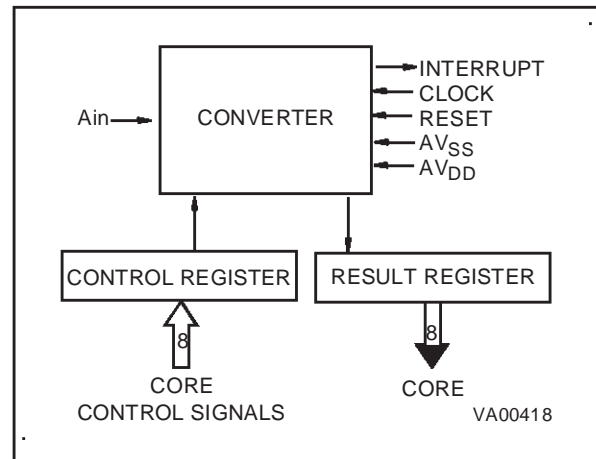 INTERRUPT
CLOCK
Ain
CONVERTER
RESET
AVSS
AVDD
CONTROL REGISTER
RESULT REGISTER
8
8
CORE
CONTROL SIGNALS
CORE
VA00418